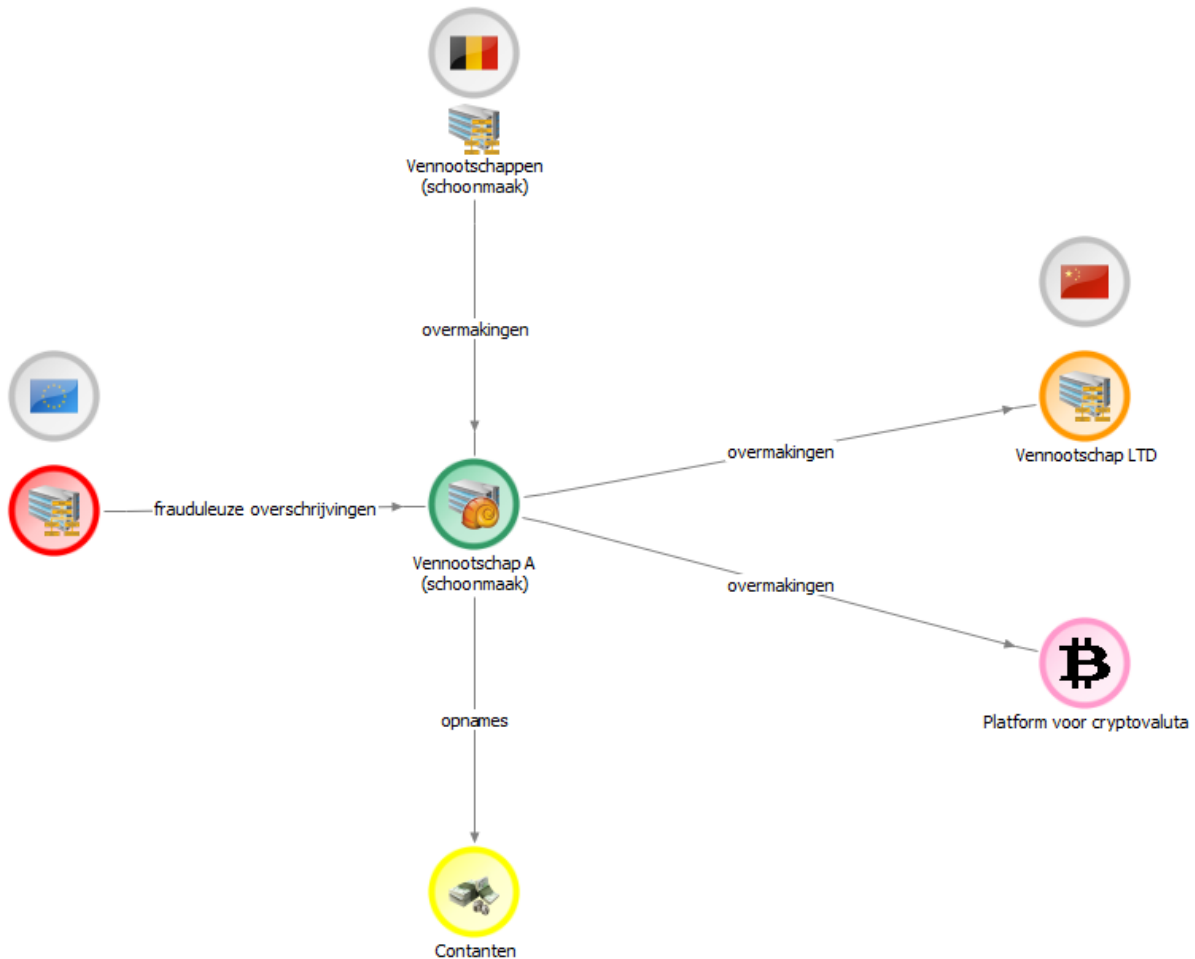 Vennootschappen
(schoonmaak)
overmakingen
overmakingen
Vennootschap LTD
frauduleuze overschrijvingen
Vennootschap A
(schoonmaak)
overmakingen
opnames
Platform voor cryptovaluta
Contanten